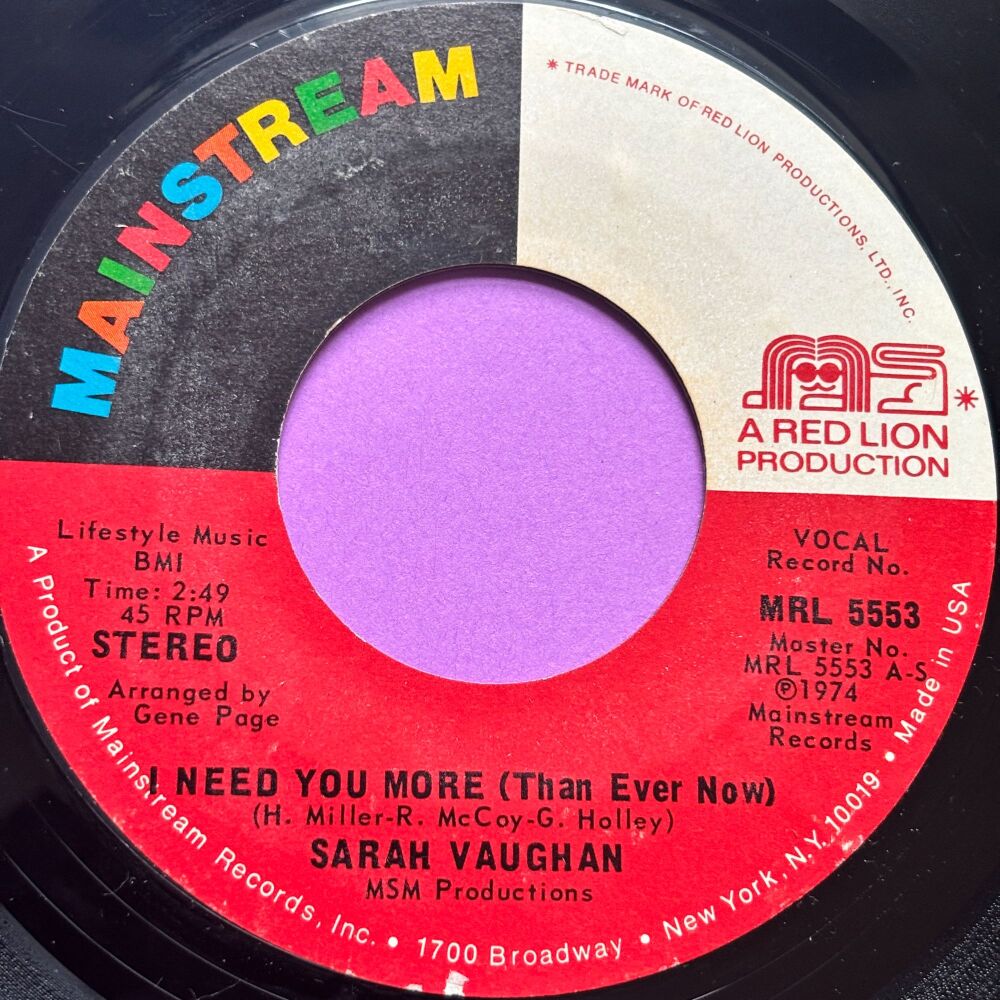 MAINSTREAM
* TRADE MARK OF RED LION PRODUCTIONS, LTD., INC.
*
A RED LION
PRODUCTION
Lifestyle Music
BMI
Time: 2:49
45 RPM
STEREO
Arranged by
Gene Page
VOCAL
Record No.
MRL 5553
Master No.
MRL 5553 A-S
℗1974
Mainstream
Records
I NEED YOU MORE (Than Ever Now)
(H. Miller-R. McCoy-G. Holley)
SARAH VAUGHAN
MSM Productions
A Product of Mainstream Records, Inc. • 1700 Broadway • New York, N.Y. 10019 • Made in USA